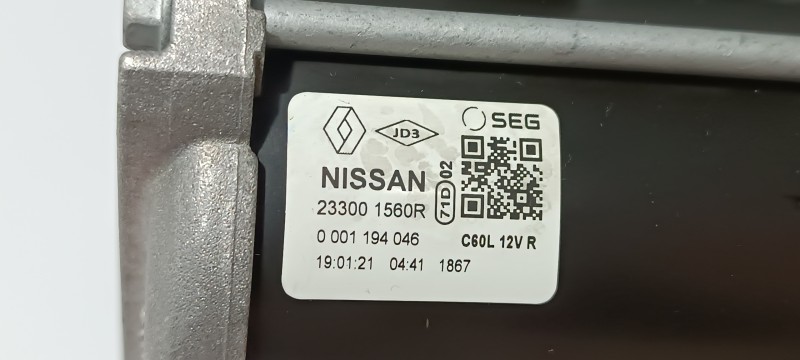 JD3
SEG
NISSAN
71D 02
23300 1560R
0 001 194 046
C60L 12V R
19:01:21 04:41 1867